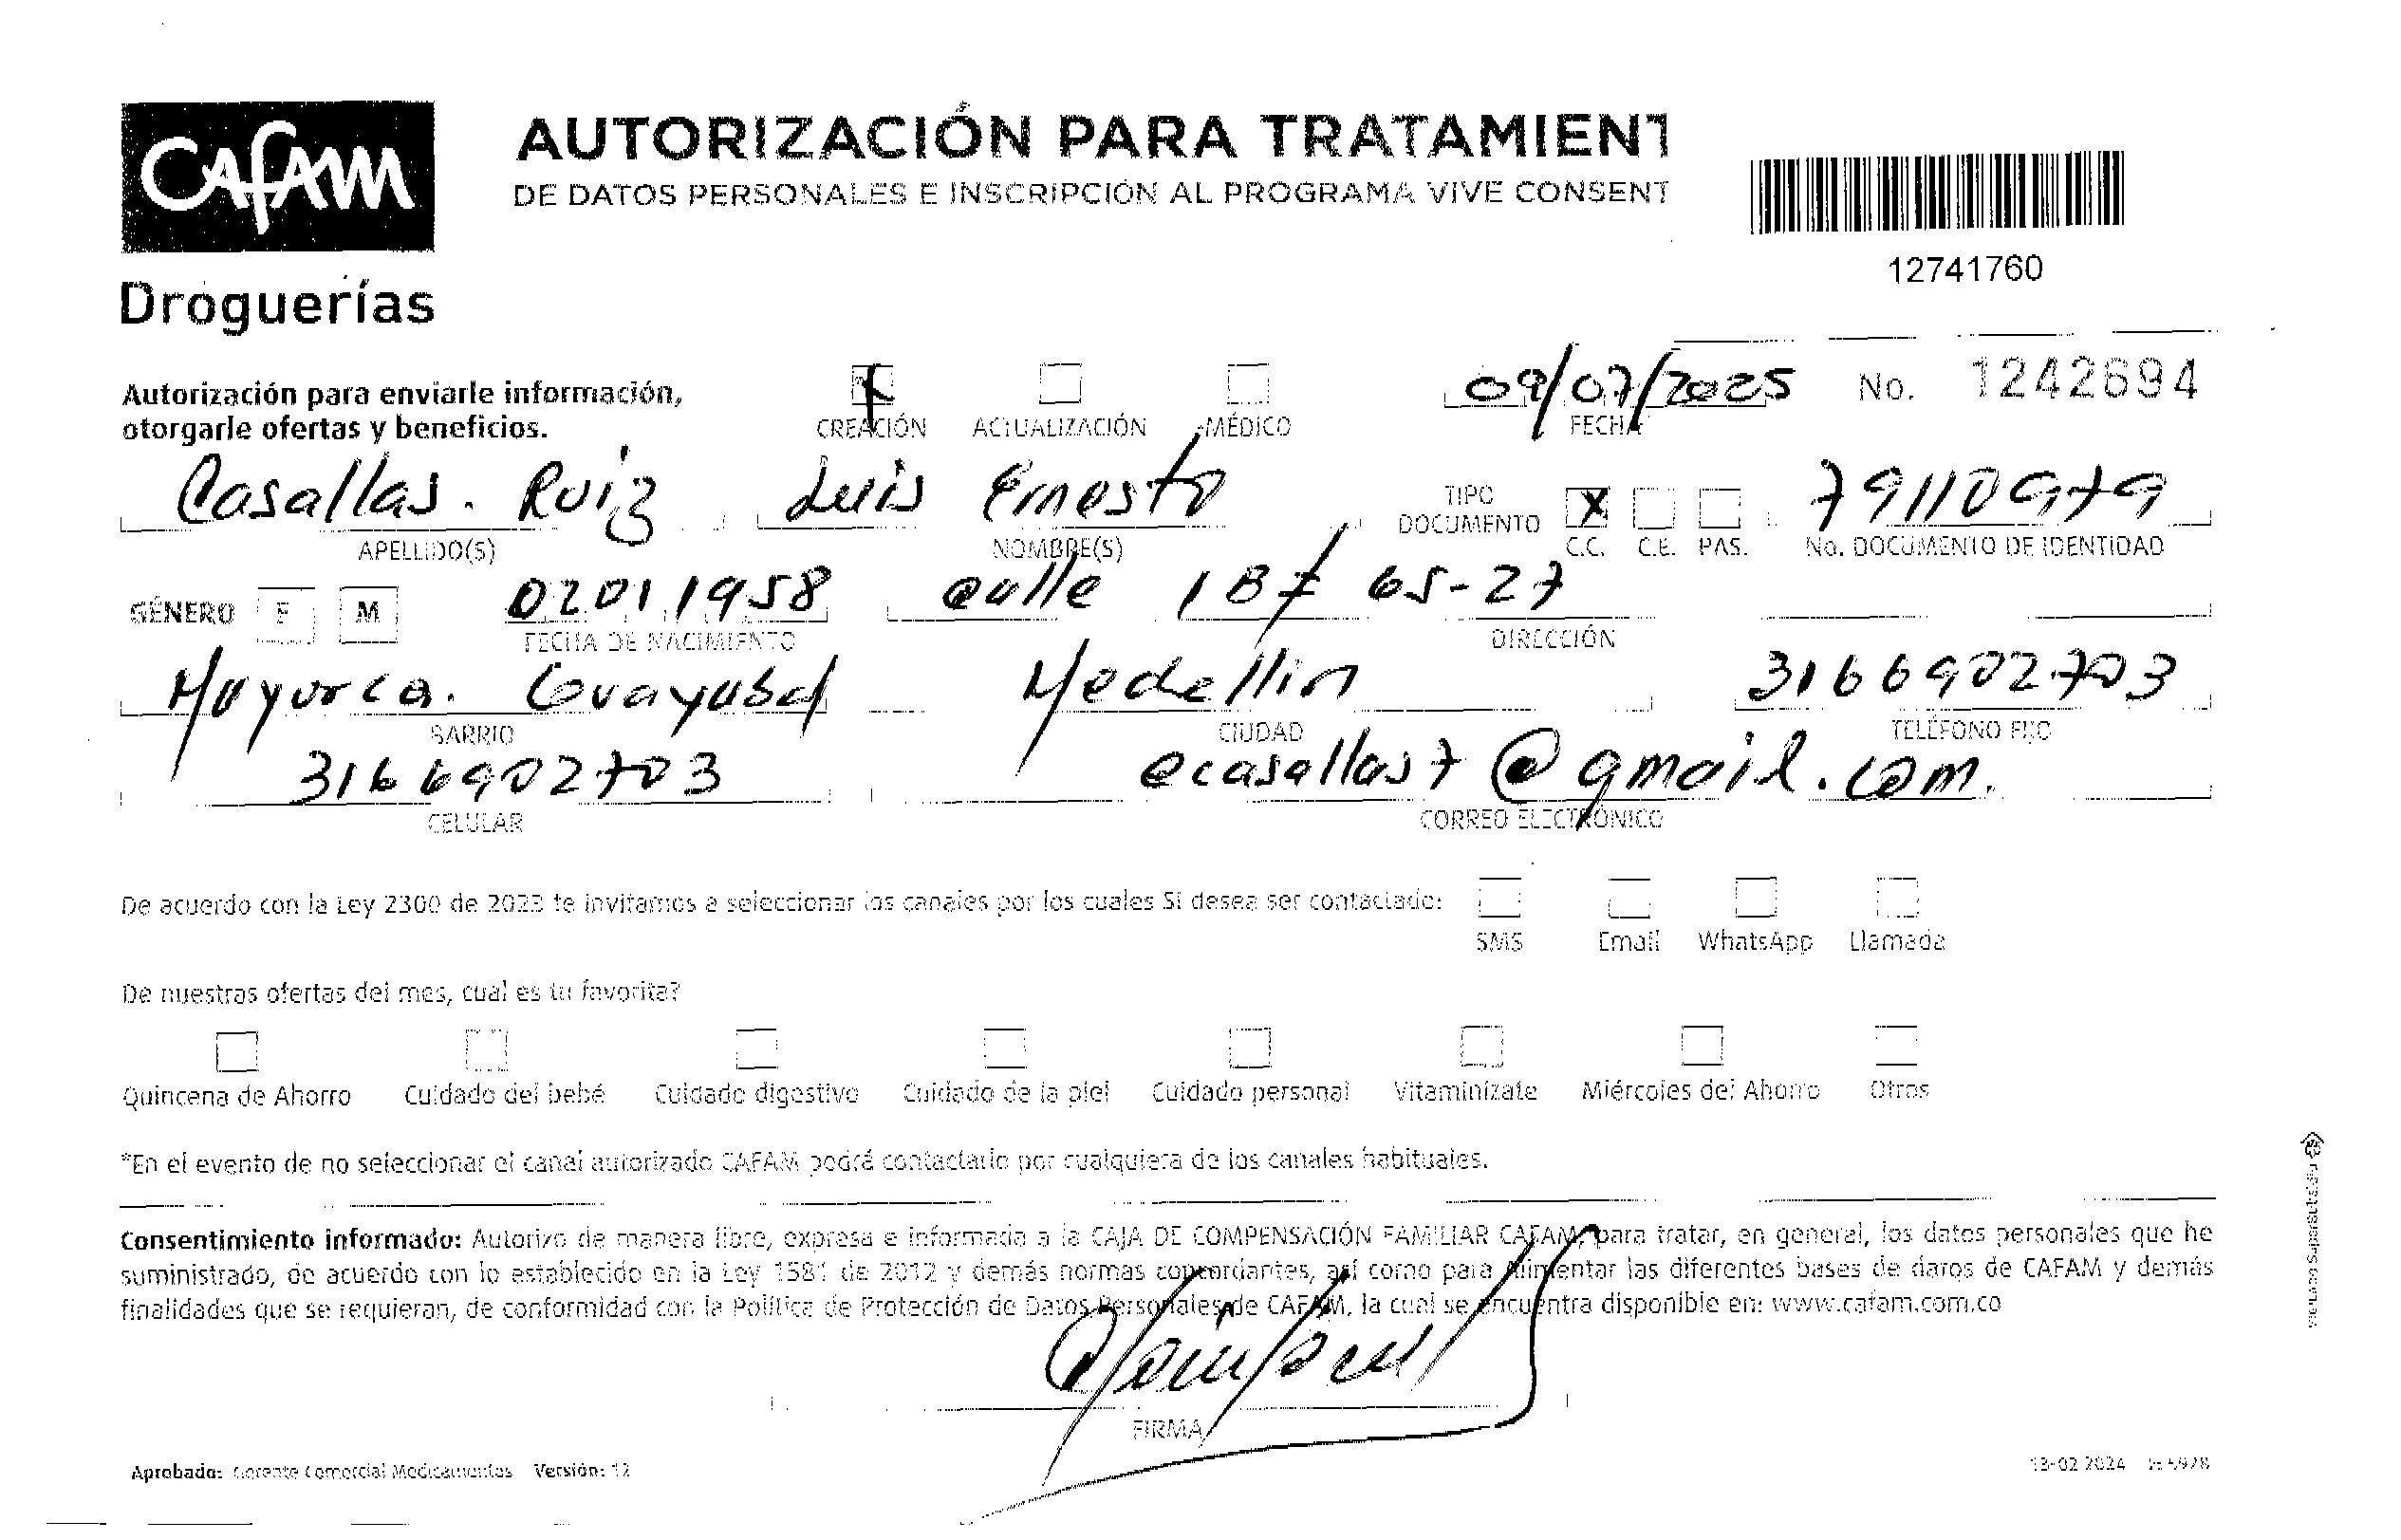 Cafam
Droguerías
AUTORIZACIÓN PARA TRATAMIENT
DE DATOS PERSONALES E INSCRIPCIÓN AL PROGRAMA VIVE CONSENT
12741760
Autorización para enviarle información,
otorgarle ofertas y beneficios.
CREACIÓN ACTUALIZACIÓN MÉDICO
09/07/2025
FECHA
No. 1242694
Casallas. Ruiz Luis Ernesto
APELLIDO(S) NOMBRE(S)
TIPO
DOCUMENTO
X
C.C. C.E. PAS.
79110979
No. DOCUMENTO DE IDENTIDAD
GÉNERO F M
02011958
FECHA DE NACIMIENTO
calle 18f 65-27
DIRECCIÓN
Mayorca. Guayabal
BARRIO
Medellin
CIUDAD
3166902703
TELÉFONO FIJO
3166902703
CELULAR
ecasallas7@gmail.com.
CORREO ELECTRÓNICO
De acuerdo con la Ley 2300 de 2023 te invitamos a seleccionar los canales por los cuales SI desea ser contactado:
SMS Email WhatsApp Llamada
De nuestras ofertas del mes, cual es tu favorita?
Quincena de Ahorro Cuidado del bebé Cuidado digestivo Cuidado de la piel Cuidado personal Vitaminízate Miércoles del Ahorro Otros
*En el evento de no seleccionar el canal autorizado CAFAM podrá contactarlo por cualquiera de los canales habituales.
Consentimiento informado: Autorizo de manera libre, expresa e informada a la CAJA DE COMPENSACIÓN FAMILIAR CAFAM, para tratar, en general, los datos personales que he
suministrado, de acuerdo con lo establecido en la Ley 1581 de 2012 y demás normas concordantes, así como para alimentar las diferentes bases de datos de CAFAM y demás
finalidades que se requieran, de conformidad con la Política de Protección de Datos Personales de CAFAM, la cual se encuentra disponible en: www.cafam.com.co
FIRMA
Aprobado: Gerente Comercial Medicamentos Versión: 12
13-02 2024